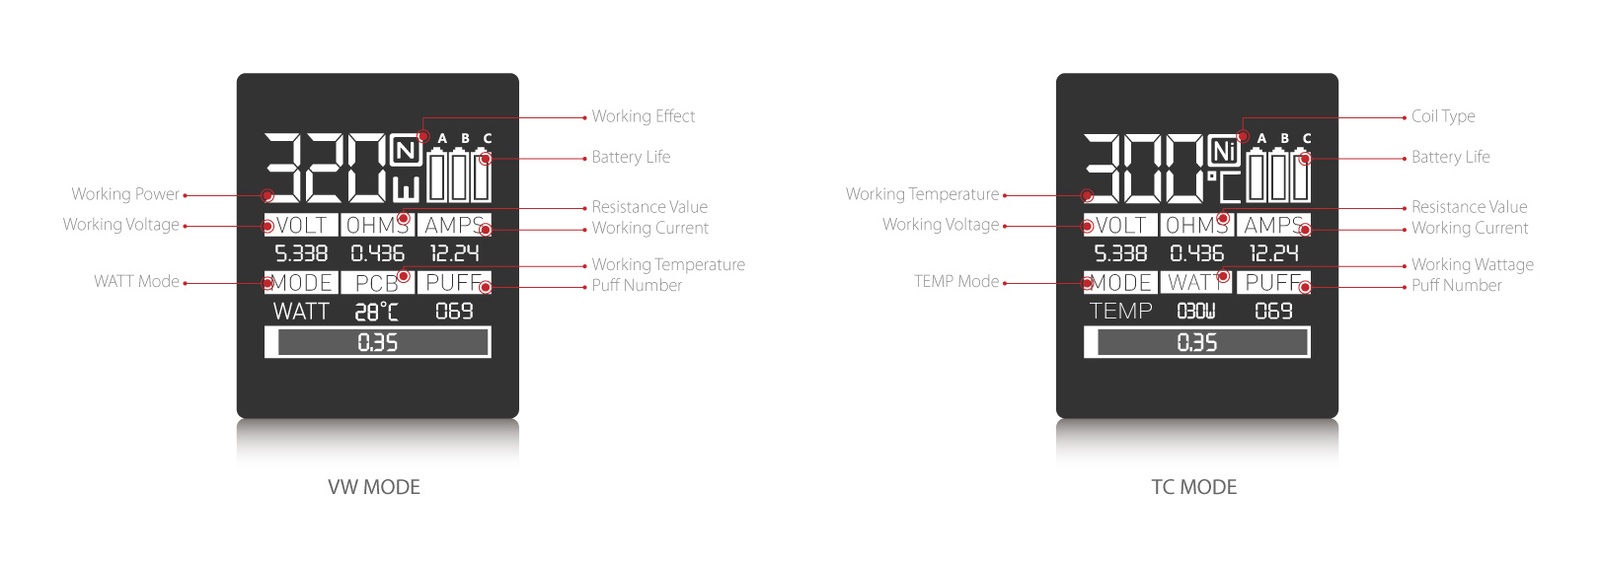 Working Effect
A B C
Battery Life
320 N
W
Working Power
Working Voltage
VOLT OHMS AMPS
Resistance Value
Working Current
5.338 0.436 12.24
WATT Mode
MODE PCB PUFF
Working Temperature
Puff Number
WATT 28°C 069
0.35
VW MODE
Coil Type
A B C
Battery Life
300 Ni
°C
Working Temperature
Working Voltage
VOLT OHMS AMPS
Resistance Value
Working Current
5.338 0.436 12.24
TEMP Mode
MODE WATT PUFF
Working Wattage
Puff Number
TEMP 030W 069
0.35
TC MODE